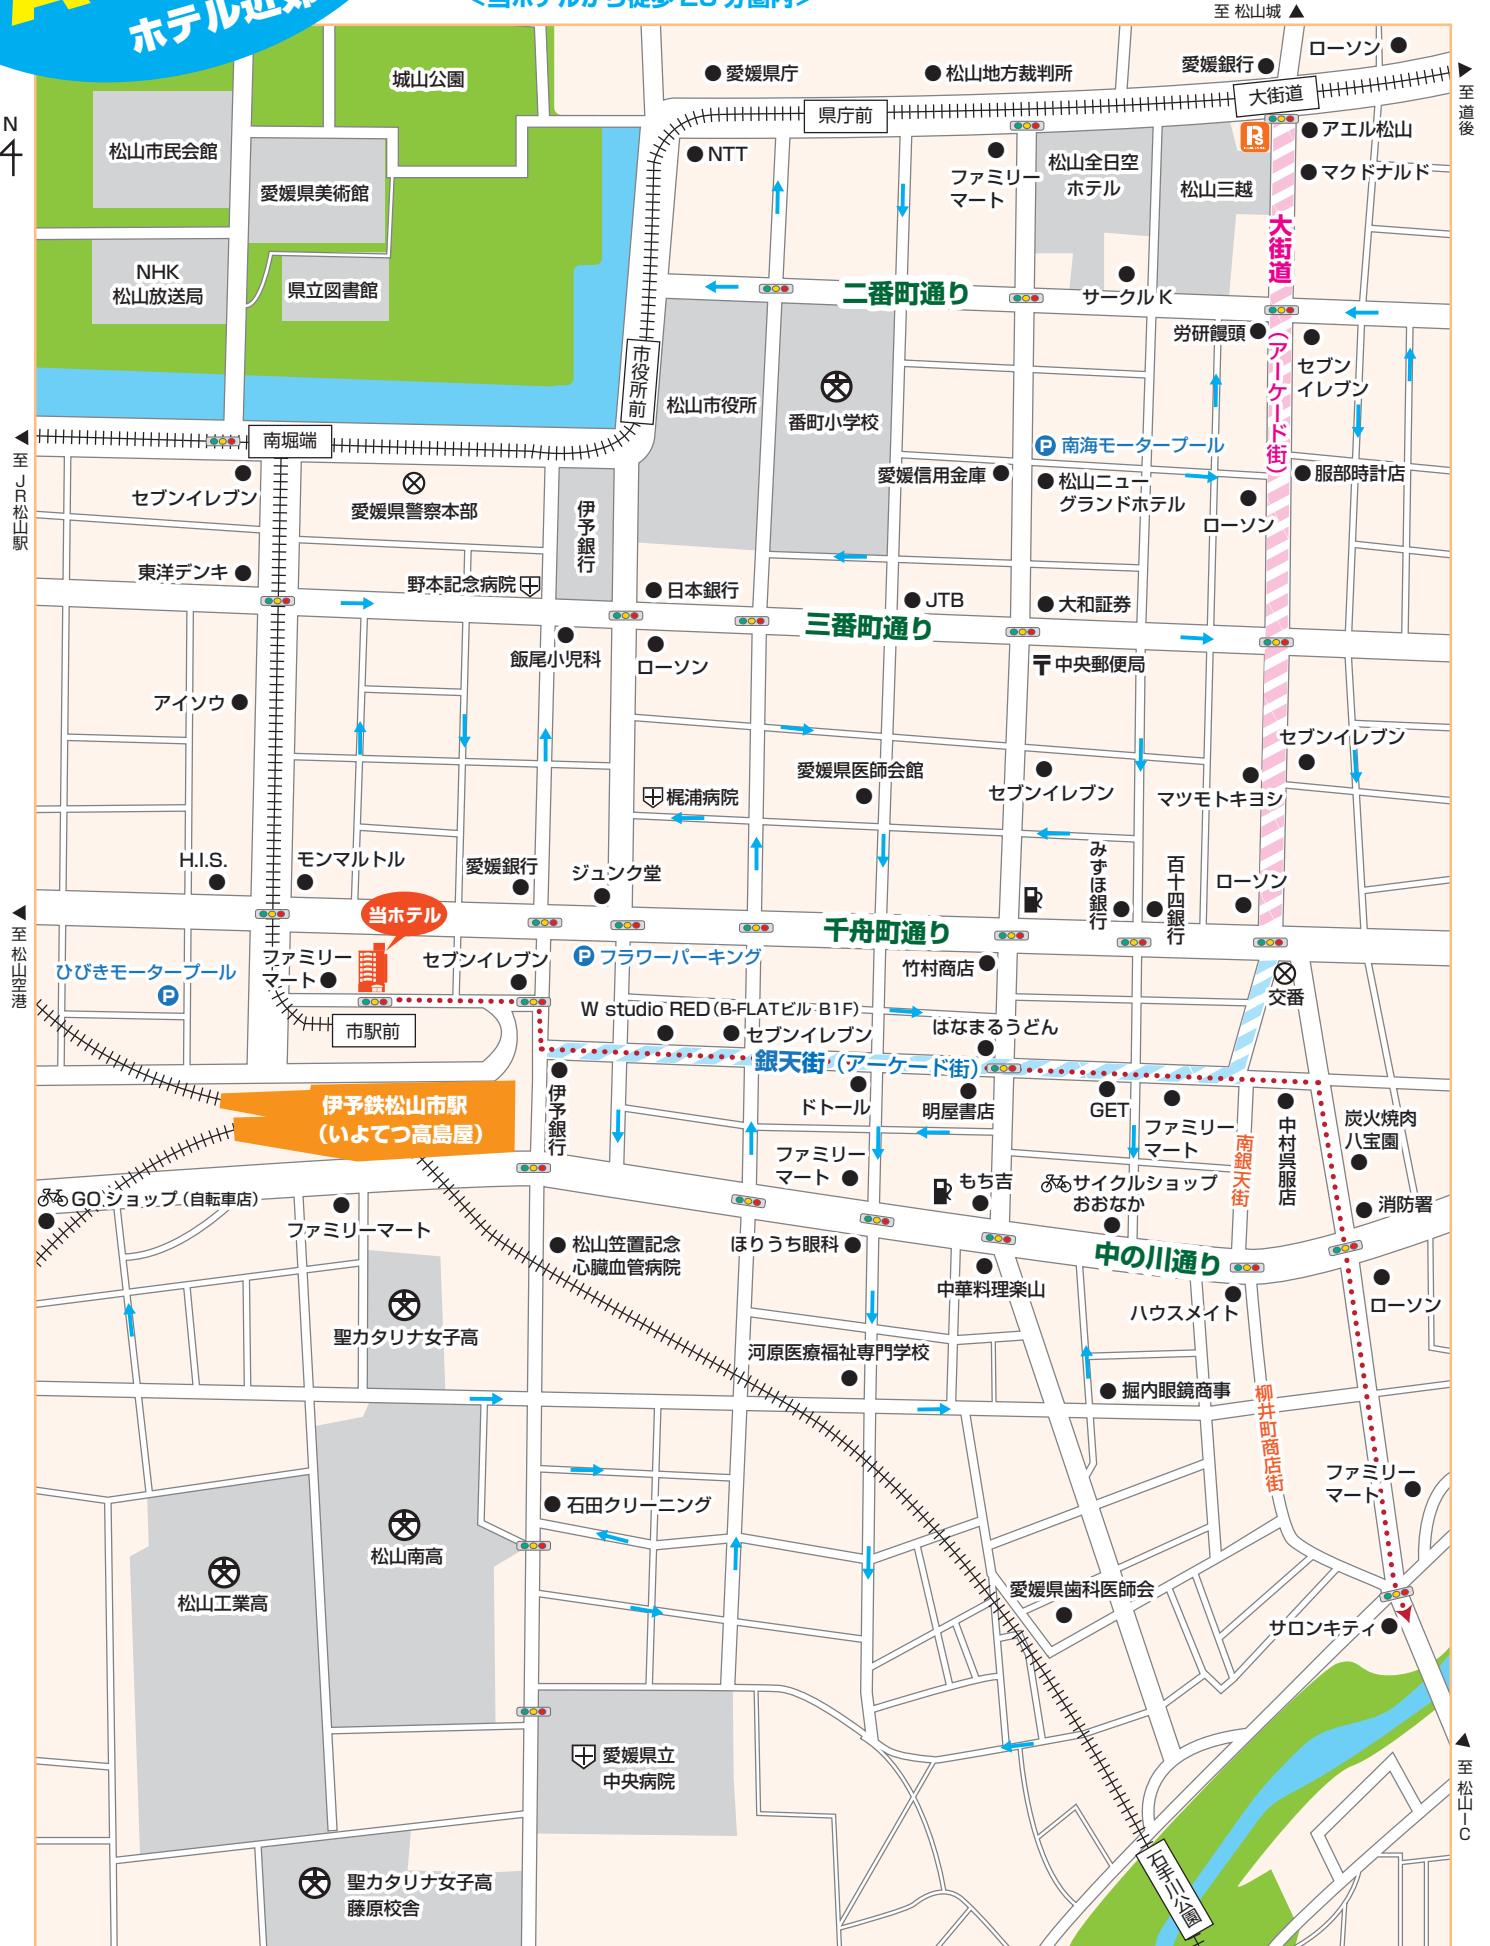 ホテル近郊
<当ホテルから徒歩20分圏内>
至 松山城 ▲
N
城山公園
愛媛県庁
松山地方裁判所
愛媛銀行
ローソン
大街道
県庁前
▶至 道後
松山市民会館
愛媛県美術館
NTT
ファミリー
マート
松山全日空
ホテル
松山三越
アエル松山
マクドナルド
NHK
松山放送局
県立図書館
大街道
(アーケード街)
二番町通り
サークルK
労研饅頭
セブン
イレブン
市役所前
松山市役所
番町小学校
南堀端
◀至 JR松山駅
P 南海モータープール
セブンイレブン
愛媛県警察本部
伊予銀行
愛媛信用金庫
松山ニュー
グランドホテル
ローソン
服部時計店
東洋デンキ
野本記念病院
日本銀行
JTB
大和証券
三番町通り
飯尾小児科
ローソン
〒中央郵便局
アイソウ
セブンイレブン
愛媛県医師会館
梶浦病院
セブンイレブン
マツモトキヨシ
H.I.S.
モンマルトル
愛媛銀行
ジュンク堂
みずほ銀行
百十四銀行
ローソン
◀至 松山空港
当ホテル
千舟町通り
ひびきモータープール
P
ファミリー
マート
セブンイレブン
P フラワーパーキング
竹村商店
交番
市駅前
W studio RED(B-FLATビル B1F)
セブンイレブン
はなまるうどん
銀天街(アーケード街)
伊予鉄松山市駅
(いよてつ高島屋)
伊予銀行
ドトール
明屋書店
GET
ファミリー
マート
中村呉服店
炭火焼肉
八宝園
南銀天街
ファミリー
マート
もち吉
サイクルショップ
おおなか
消防署
GOショップ(自転車店)
ファミリーマート
松山笠置記念
心臓血管病院
ほりうち眼科
中の川通り
中華料理楽山
ハウスメイト
ローソン
聖カタリナ女子高
河原医療福祉専門学校
堀内眼鏡商事
柳井町商店街
ファミリー
マート
石田クリーニング
松山南高
松山工業高
愛媛県歯科医師会
サロンキティ
愛媛県立
中央病院
▲至 松山IC
石手川公園
聖カタリナ女子高
藤原校舎